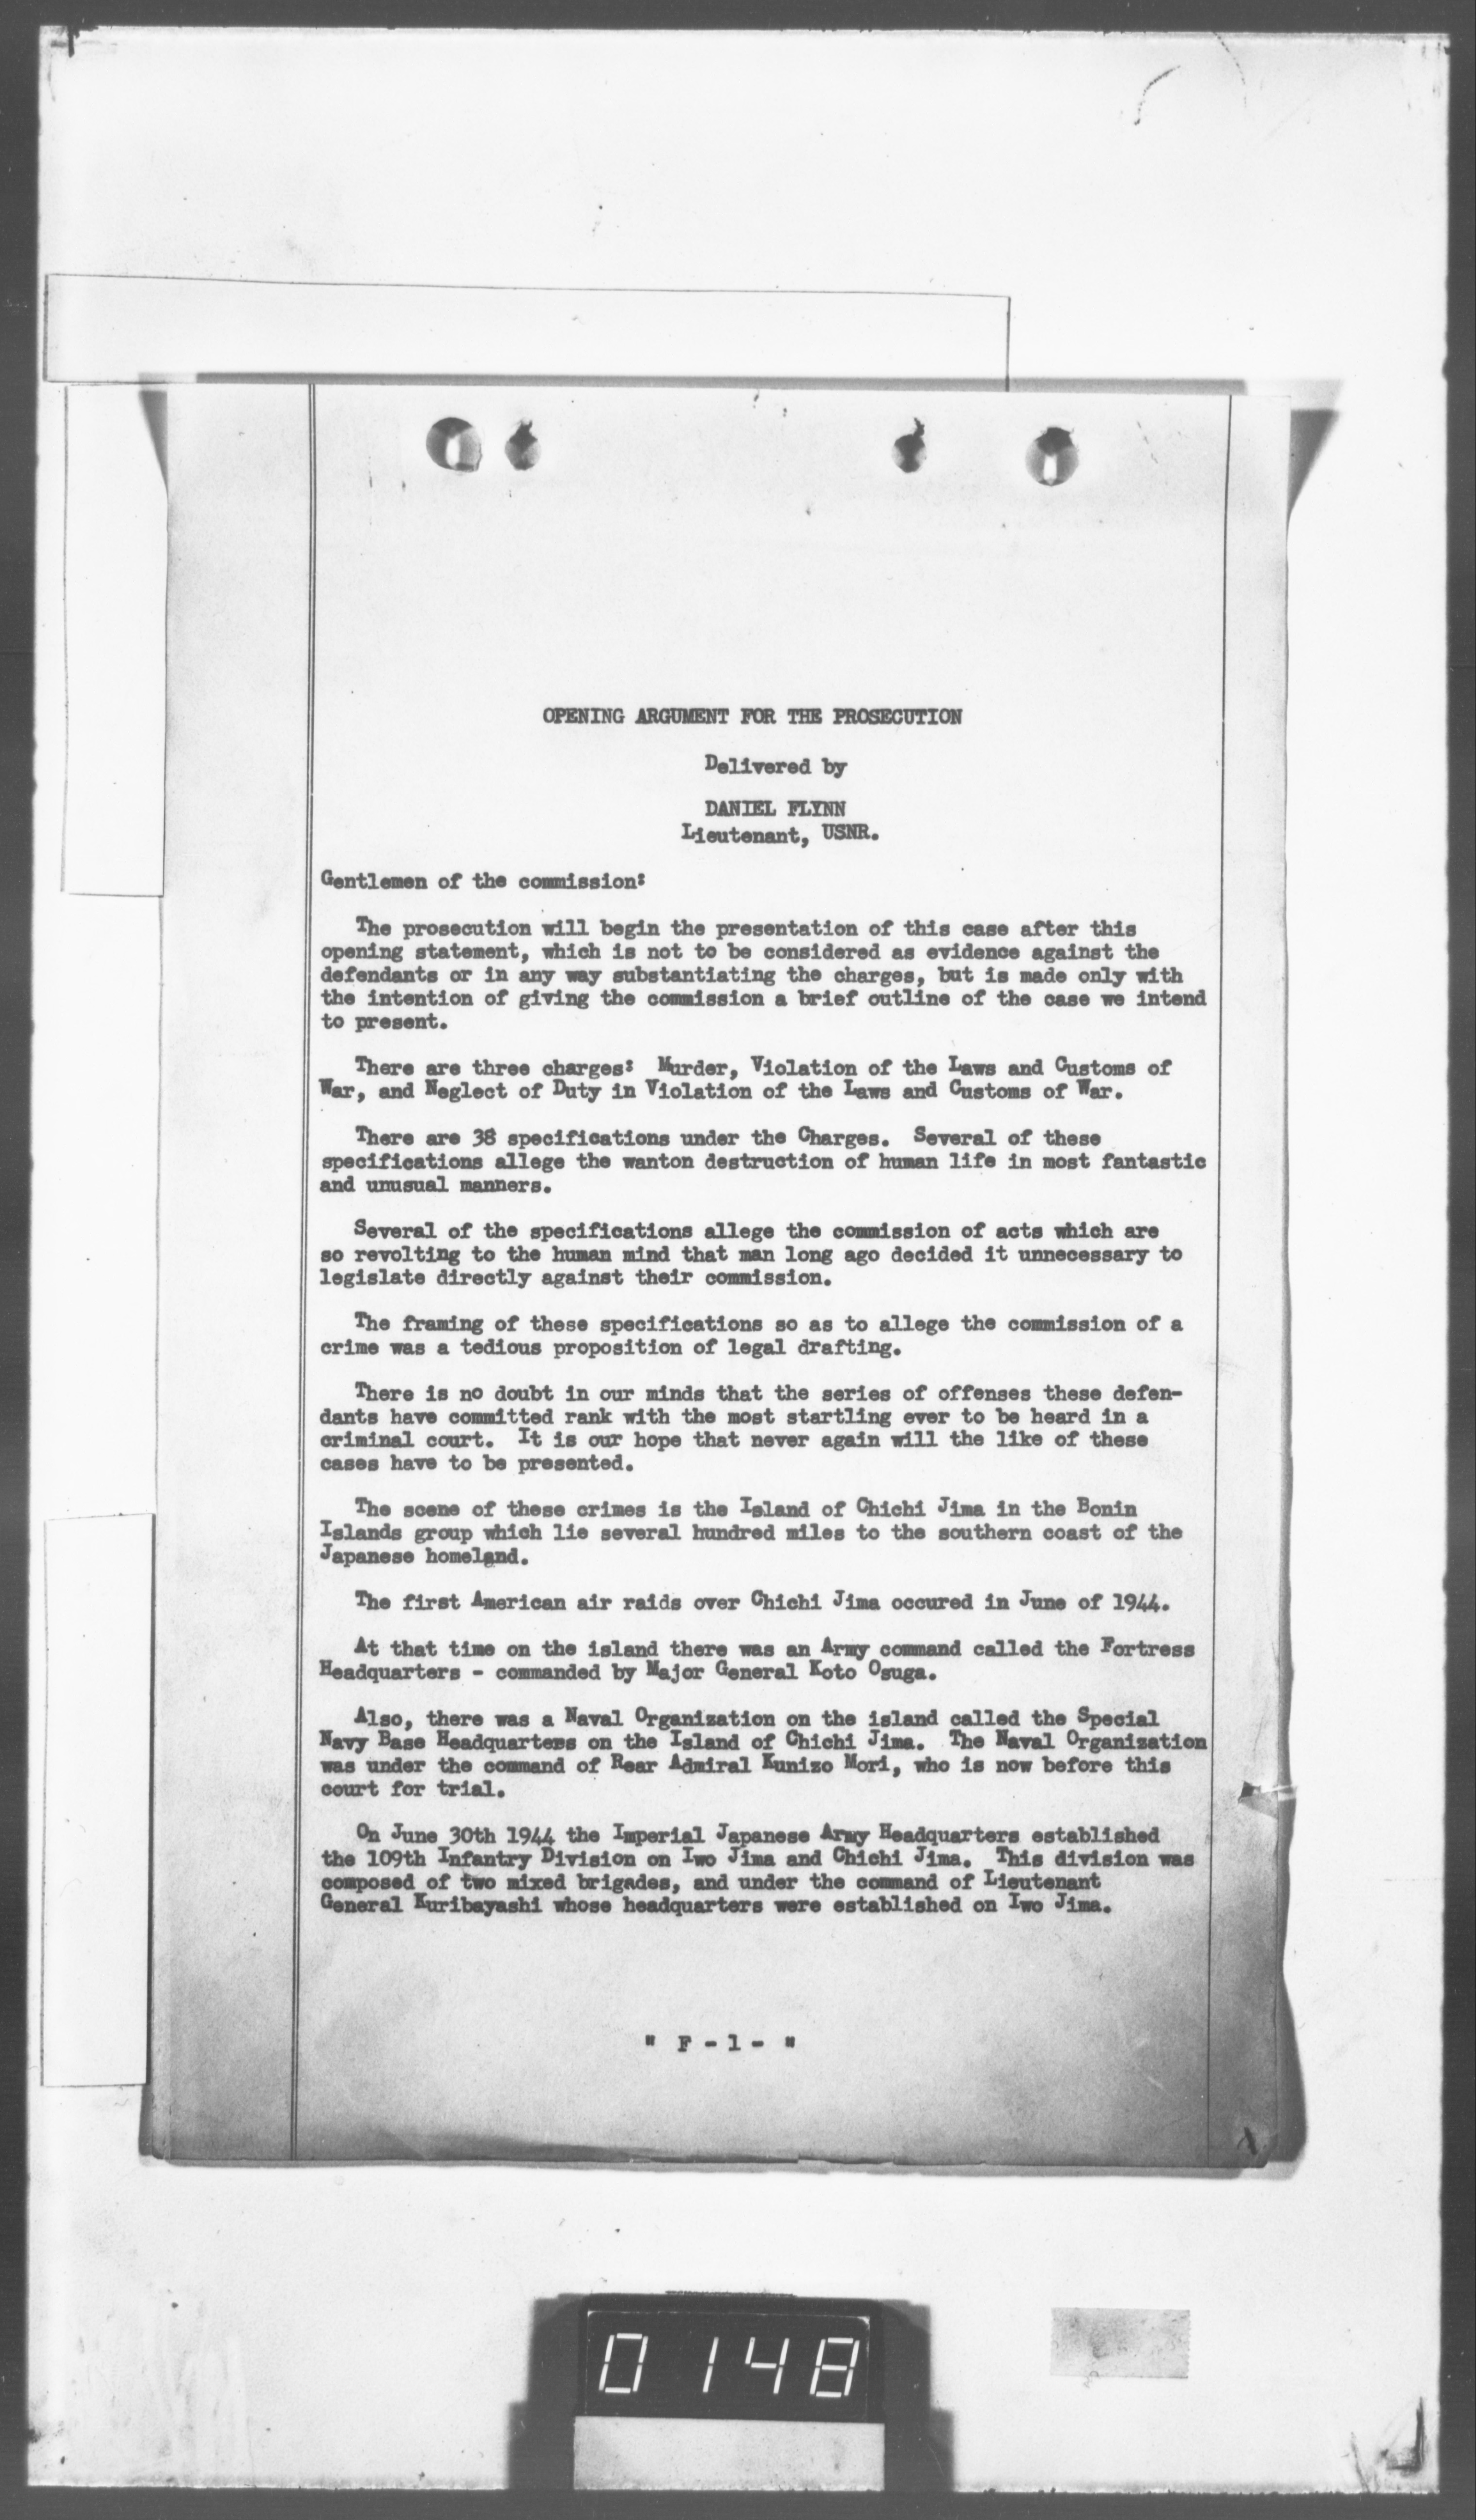 OPENING ARGUMENT FOR THE PROSECUTION
Delivered by
DANIEL FLYNN
Lieutenant, USNR.
Gentlemen of the commission:
The prosecution will begin the presentation of this case after this
opening statement, which is not to be considered as evidence against the
defendants or in any way substantiating the charges, but is made only with
the intention of giving the commission a brief outline of the case we intend
to present.
There are three charges: Murder, Violation of the Laws and Customs of
War, and Neglect of Duty in Violation of the Laws and Customs of War.
There are 38 specifications under the Charges. Several of these
specifications allege the wanton destruction of human life in most fantastic
and unusual manners.
Several of the specifications allege the commission of acts which are
so revolting to the human mind that man long ago decided it unnecessary to
legislate directly against their commission.
The framing of these specifications so as to allege the commission of a
crime was a tedious proposition of legal drafting.
There is no doubt in our minds that the series of offenses these defen-
dants have committed rank with the most startling ever to be heard in a
criminal court. It is our hope that never again will the like of these
cases have to be presented.
The scene of these crimes is the Island of Chichi Jima in the Bonin
Islands group which lie several hundred miles to the southern coast of the
Japanese homeland.
The first American air raids over Chichi Jima occured in June of 1944.
At that time on the island there was an Army command called the Fortress
Headquarters - commanded by Major General Koto Osuga.
Also, there was a Naval Organization on the island called the Special
Navy Base Headquarters on the Island of Chichi Jima. The Naval Organization
was under the command of Rear Admiral Kunizo Mori, who is now before this
court for trial.
On June 30th 1944 the Imperial Japanese Army Headquarters established
the 109th Infantry Division on Iwo Jima and Chichi Jima. This division was
composed of two mixed brigades, and under the command of Lieutenant
General Kuribayashi whose headquarters were established on Iwo Jima.
" F - 1 - "
0148